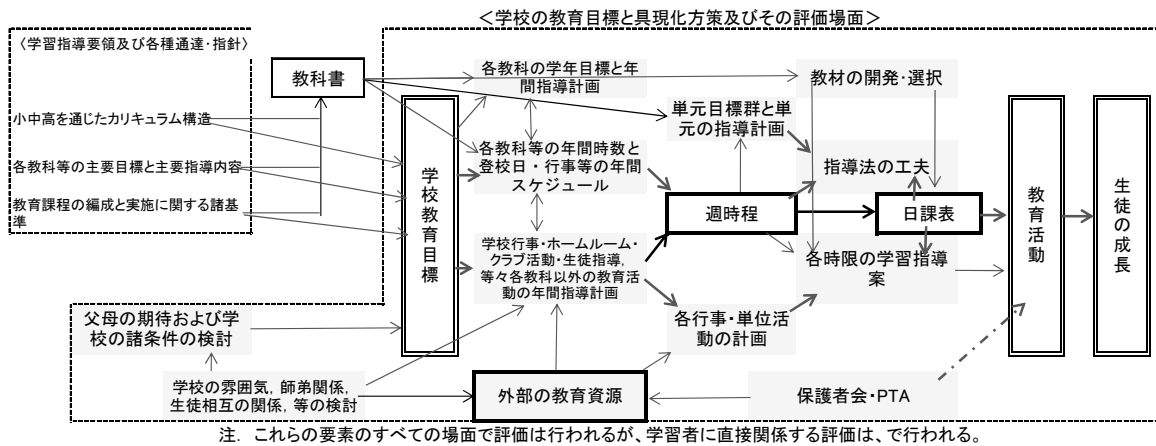 ＜学校の教育目標と具現化方策及びその評価場面＞
〈学習指導要領及び各種通達・指針〉
教科書
小中高を通じたカリキュラム構造
各教科等の主要目標と主要指導内容
教育課程の編成と実施に関する諸基
準
父母の期待および学
校の諸条件の検討
学校の雰囲気，師弟関係，
生徒相互の関係，等の検討
学校教育目標
各教科の学年目標と年
間指導計画
各教科等の年間時数と
登校日・行事等の年間
スケジュール
学校行事・ホームルーム・
クラブ活動・生徒指導，
等々各教科以外の教育活
動の年間指導計画
外部の教育資源
単元目標群と単
元の指導計画
週時程
各行事・単位活
動の計画
教材の開発・選択
指導法の工夫
日課表
各時限の学習指導
案
保護者会・PTA
教育活動
生徒の成長
注．これらの要素のすべての場面で評価は行われるが、学習者に直接関係する評価は、で行われる。